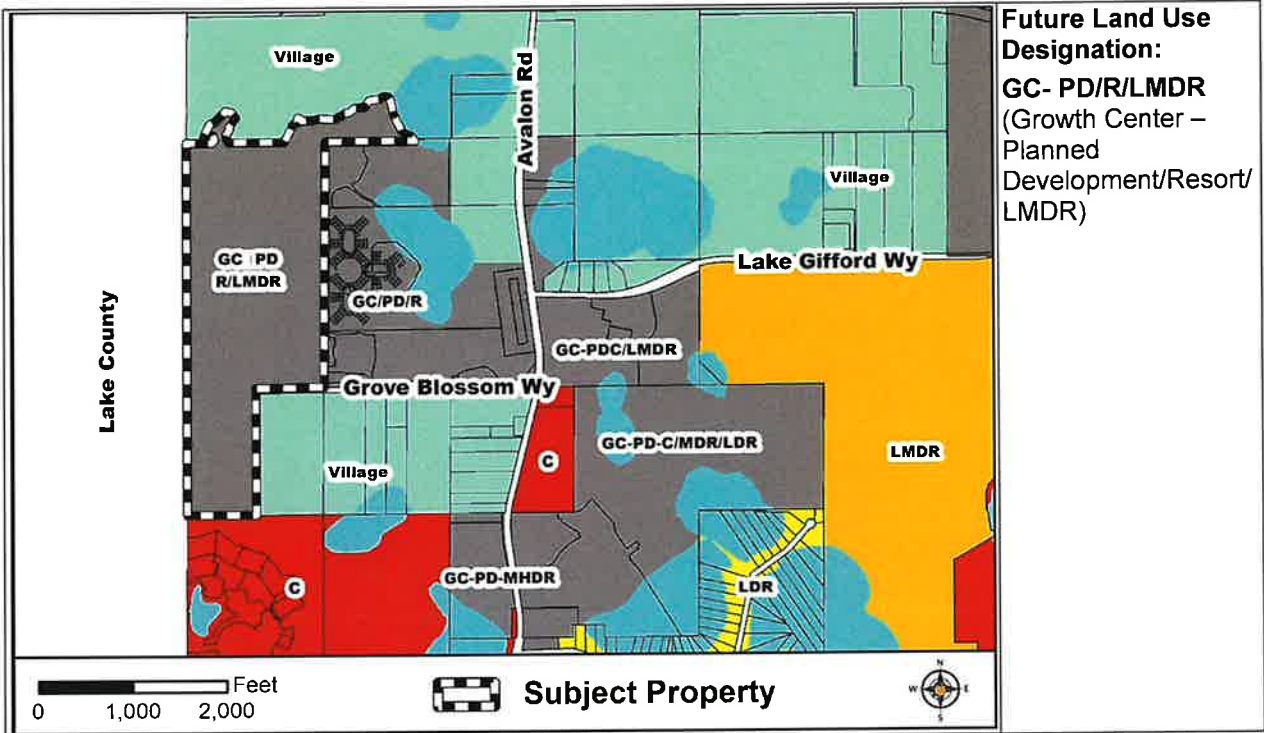 Village
Avalon Rd
Village
Lake Gifford Wy
GC PD
R/LMDR
GC/PD/R
Lake County
GC-PDC/LMDR
Grove Blossom Wy
GC-PD-C/MDR/LDR
LMDR
C
Village
GC-PD-MHDR
LDR
C
Feet
0 1,000 2,000
Subject Property
N
W E
S
Future Land Use
Designation:
GC- PD/R/LMDR
(Growth Center –
Planned
Development/Resort/
LMDR)